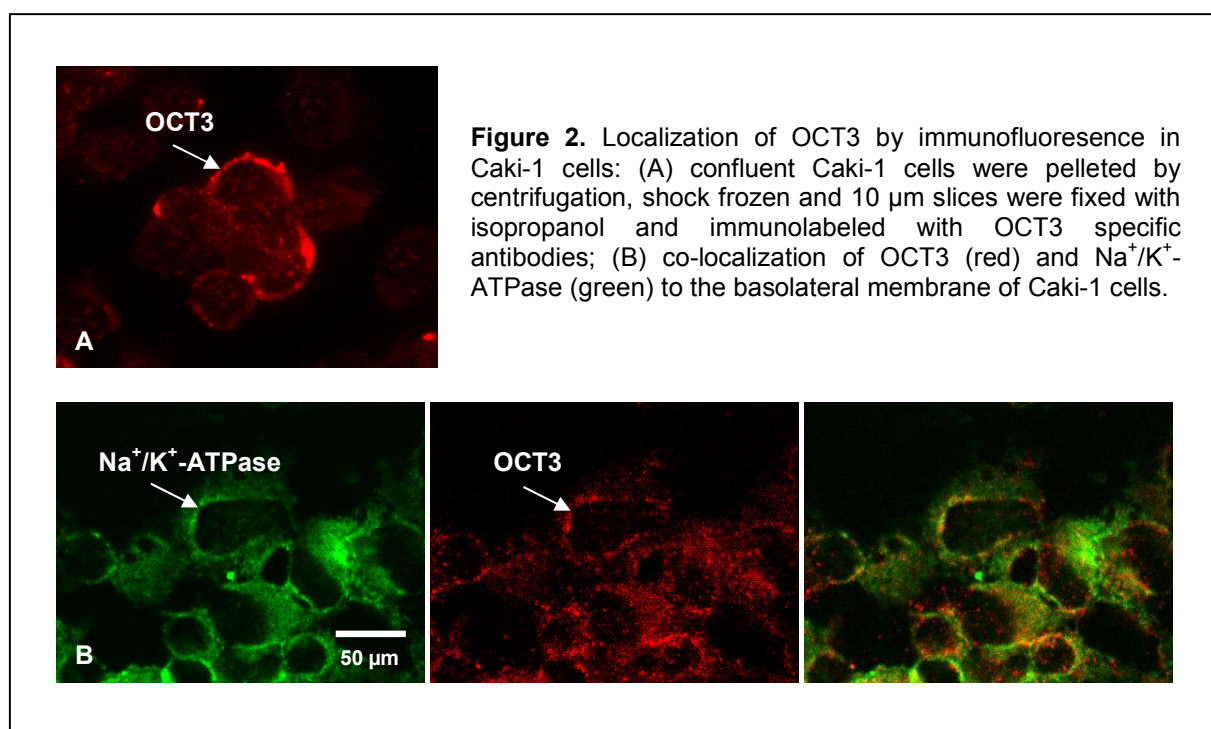 OCT3
A
Figure 2. Localization of OCT3 by immunofluoresence in
Caki-1 cells: (A) confluent Caki-1 cells were pelleted by
centrifugation, shock frozen and 10 µm slices were fixed with
isopropanol and immunolabeled with OCT3 specific
antibodies; (B) co-localization of OCT3 (red) and Na⁺/K⁺-
ATPase (green) to the basolateral membrane of Caki-1 cells.
Na⁺/K⁺-ATPase
OCT3
B
50 µm